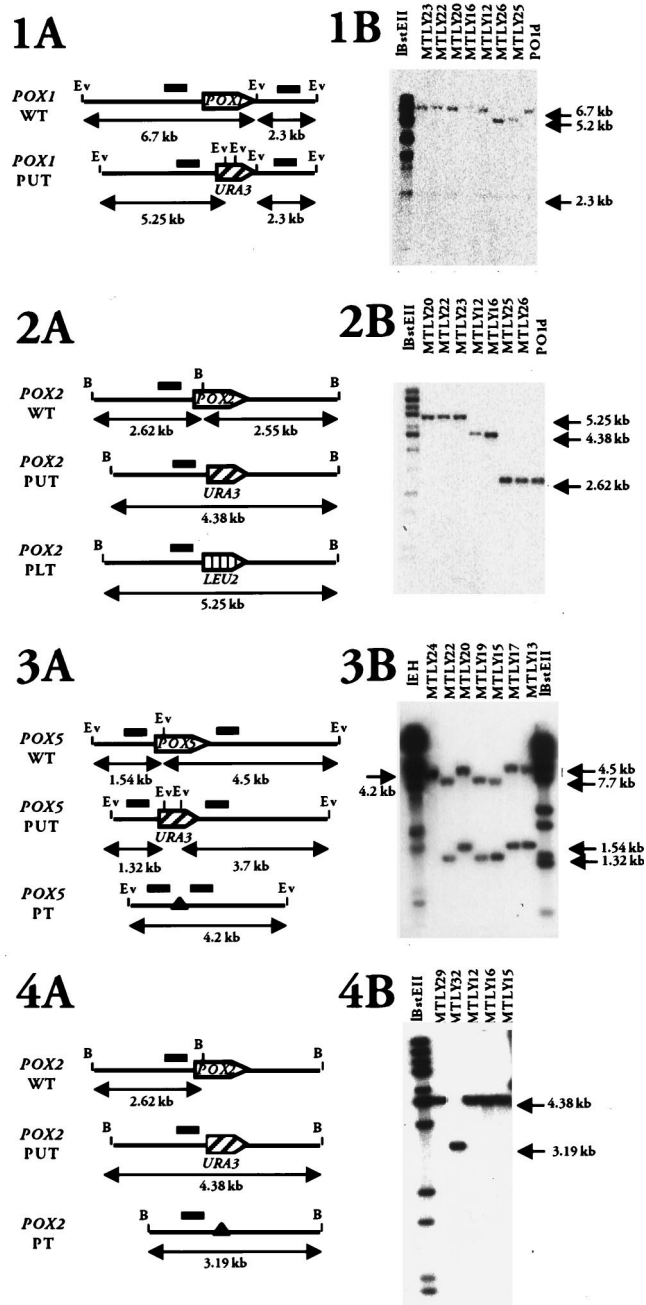 1A
Ev
Ev
Ev
POX1
WT
POX1
6.7 kb
2.3 kb
POX1
PUT
Ev
Ev Ev
Ev
Ev
URA3
5.25 kb
2.3 kb
1B
lBstEII
MTLY23
MTLY22
MTLY20
MTLY16
MTLY12
MTLY26
MTLY25
PO1d
6.7 kb
5.2 kb
2.3 kb
2A
B
B
B
POX2
WT
POX2
2.62 kb
2.55 kb
POX2
PUT
B
B
URA3
4.38 kb
POX2
PLT
B
B
LEU2
5.25 kb
2B
lBstEII
MTLY20
MTLY22
MTLY23
MTLY12
MTLY16
MTLY25
MTLY26
PO1d
5.25 kb
4.38 kb
2.62 kb
3A
Ev
Ev
Ev
POX5
WT
POX5
1.54 kb
4.5 kb
POX5
PUT
Ev
Ev Ev
Ev
URA3
1.32 kb
3.7 kb
POX5
PT
Ev
Ev
4.2 kb
3B
lEH
MTLY24
MTLY22
MTLY20
MTLY19
MTLY15
MTLY17
MTLY13
lBstEII
4.2 kb
4.5 kb
7.7 kb
1.54 kb
1.32 kb
4A
B
B
B
POX2
WT
POX2
2.62 kb
POX2
PUT
B
B
URA3
4.38 kb
POX2
PT
B
B
3.19 kb
4B
lBstEII
MTLY29
MTLY32
MTLY12
MTLY16
MTLY15
4.38 kb
3.19 kb